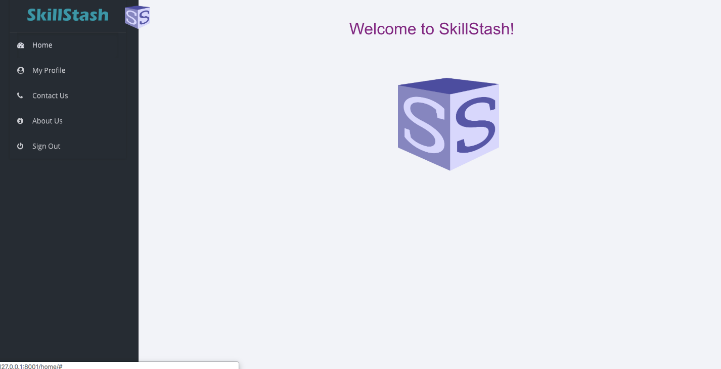 SkillStash
SS
Welcome to SkillStash!
Home
My Profile
Contact Us
About Us
Sign Out
SS
127.0.0.1:8001/home/#